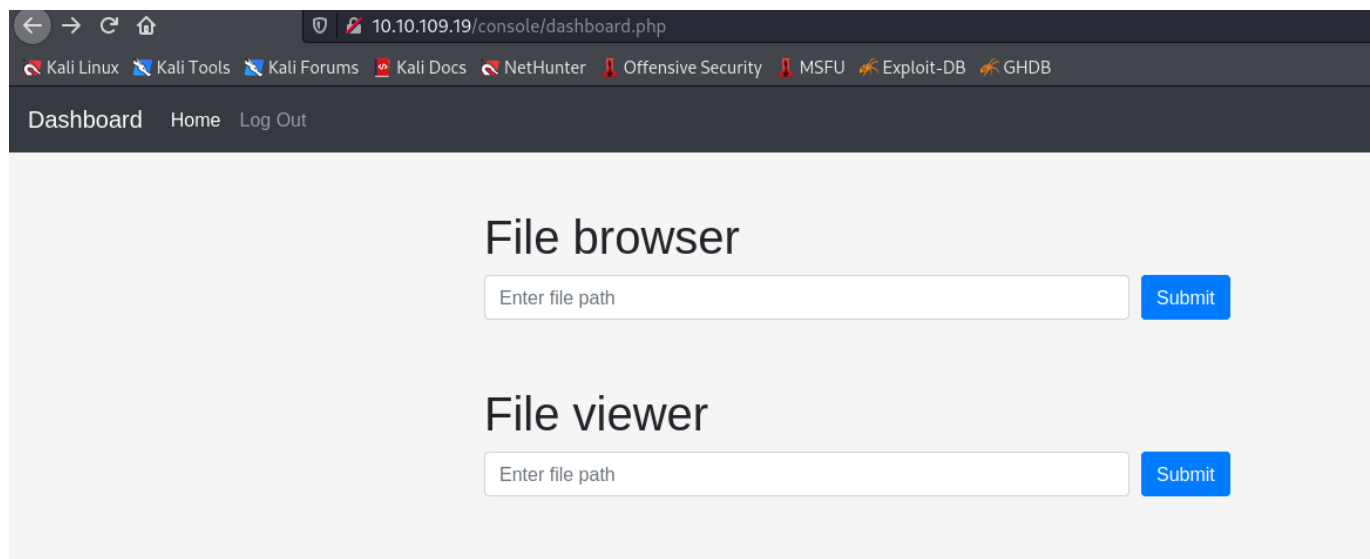 10.10.109.19/console/dashboard.php
Kali Linux Kali Tools Kali Forums Kali Docs NetHunter Offensive Security MSFU Exploit-DB GHDB
Dashboard Home Log Out
File browser
Enter file path Submit
File viewer
Enter file path Submit